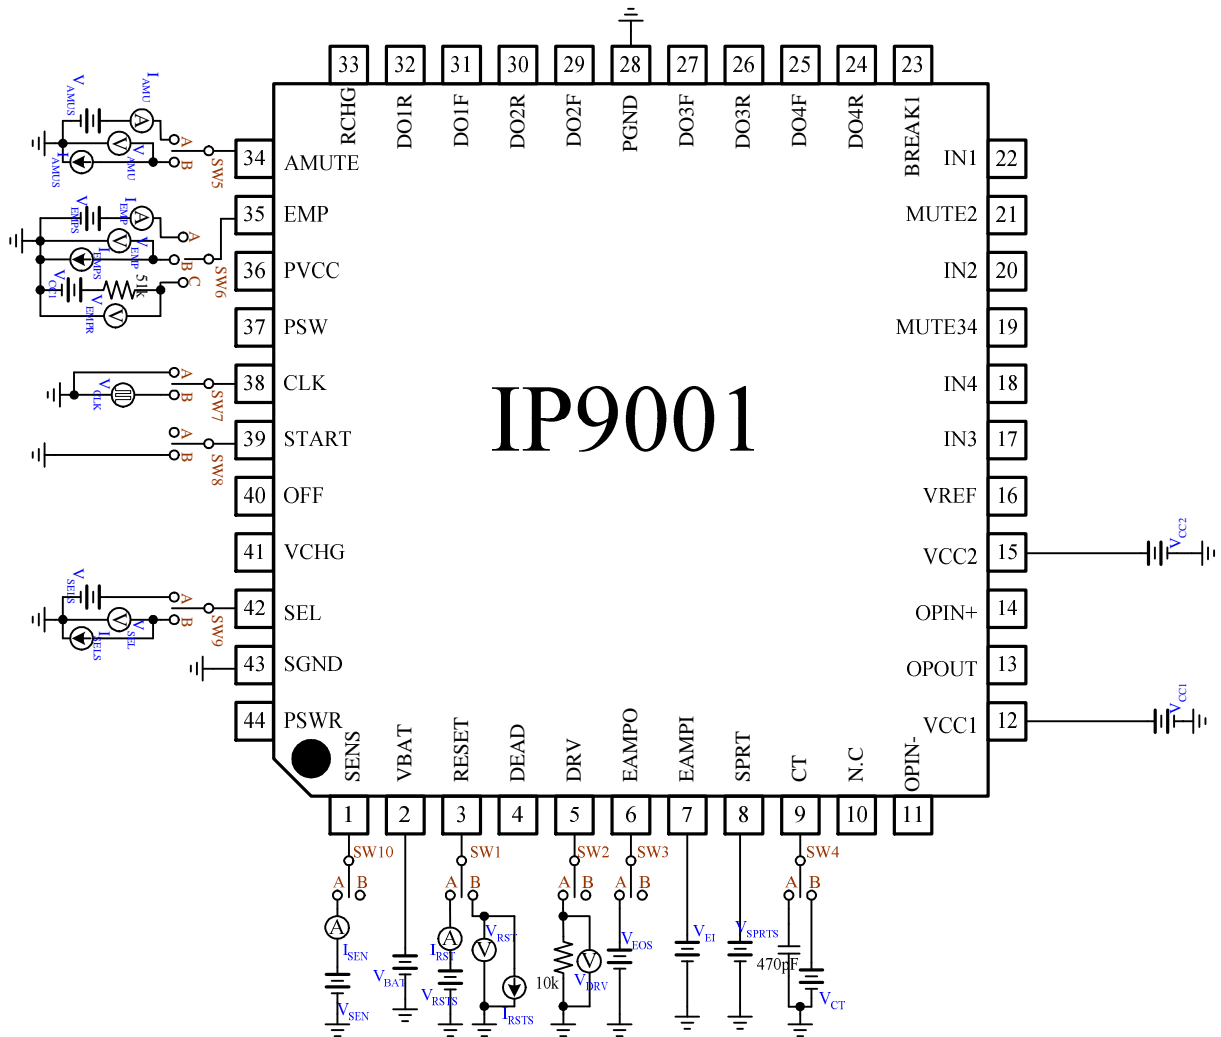 33 32 31 30 29 28 27 26 25 24 23
RCHG DO1R DO1F DO2R DO2F PGND DO3F DO3R DO4F DO4R BREAK1
IP9001
34 AMUTE
35 EMP
36 PVCC
37 PSW
38 CLK
39 START
40 OFF
41 VCHG
42 SEL
43 SGND
44 PSWR
IN1 22
MUTE2 21
IN2 20
MUTE34 19
IN4 18
IN3 17
VREF 16
VCC2 15
OPIN+ 14
OPOUT 13
VCC1 12
SENS VBAT RESET DEAD DRV EAMPO EAMPI SPRT CT N.C OPIN-
1 2 3 4 5 6 7 8 9 10 11
VAMUS IAMU A A
V VAMU
IAMUS B SW5
VEMPS IEMP A A
V VEMP
IEMPS B SW6
VCC1 51k C
VEMPR V
A
VCLK B SW7
A
B SW8
VSELS A
V VSEL B SW9
ISELS
VCC2
VCC1
SW10 SW1 SW2 SW3 SW4
A B A B A B A B A B
A ISEN VSEN
VBAT
A IRST VRSTS
VRST V IRSTS
10k V VDRV
VEOS
VEI
VSPRTS
470pF VCT